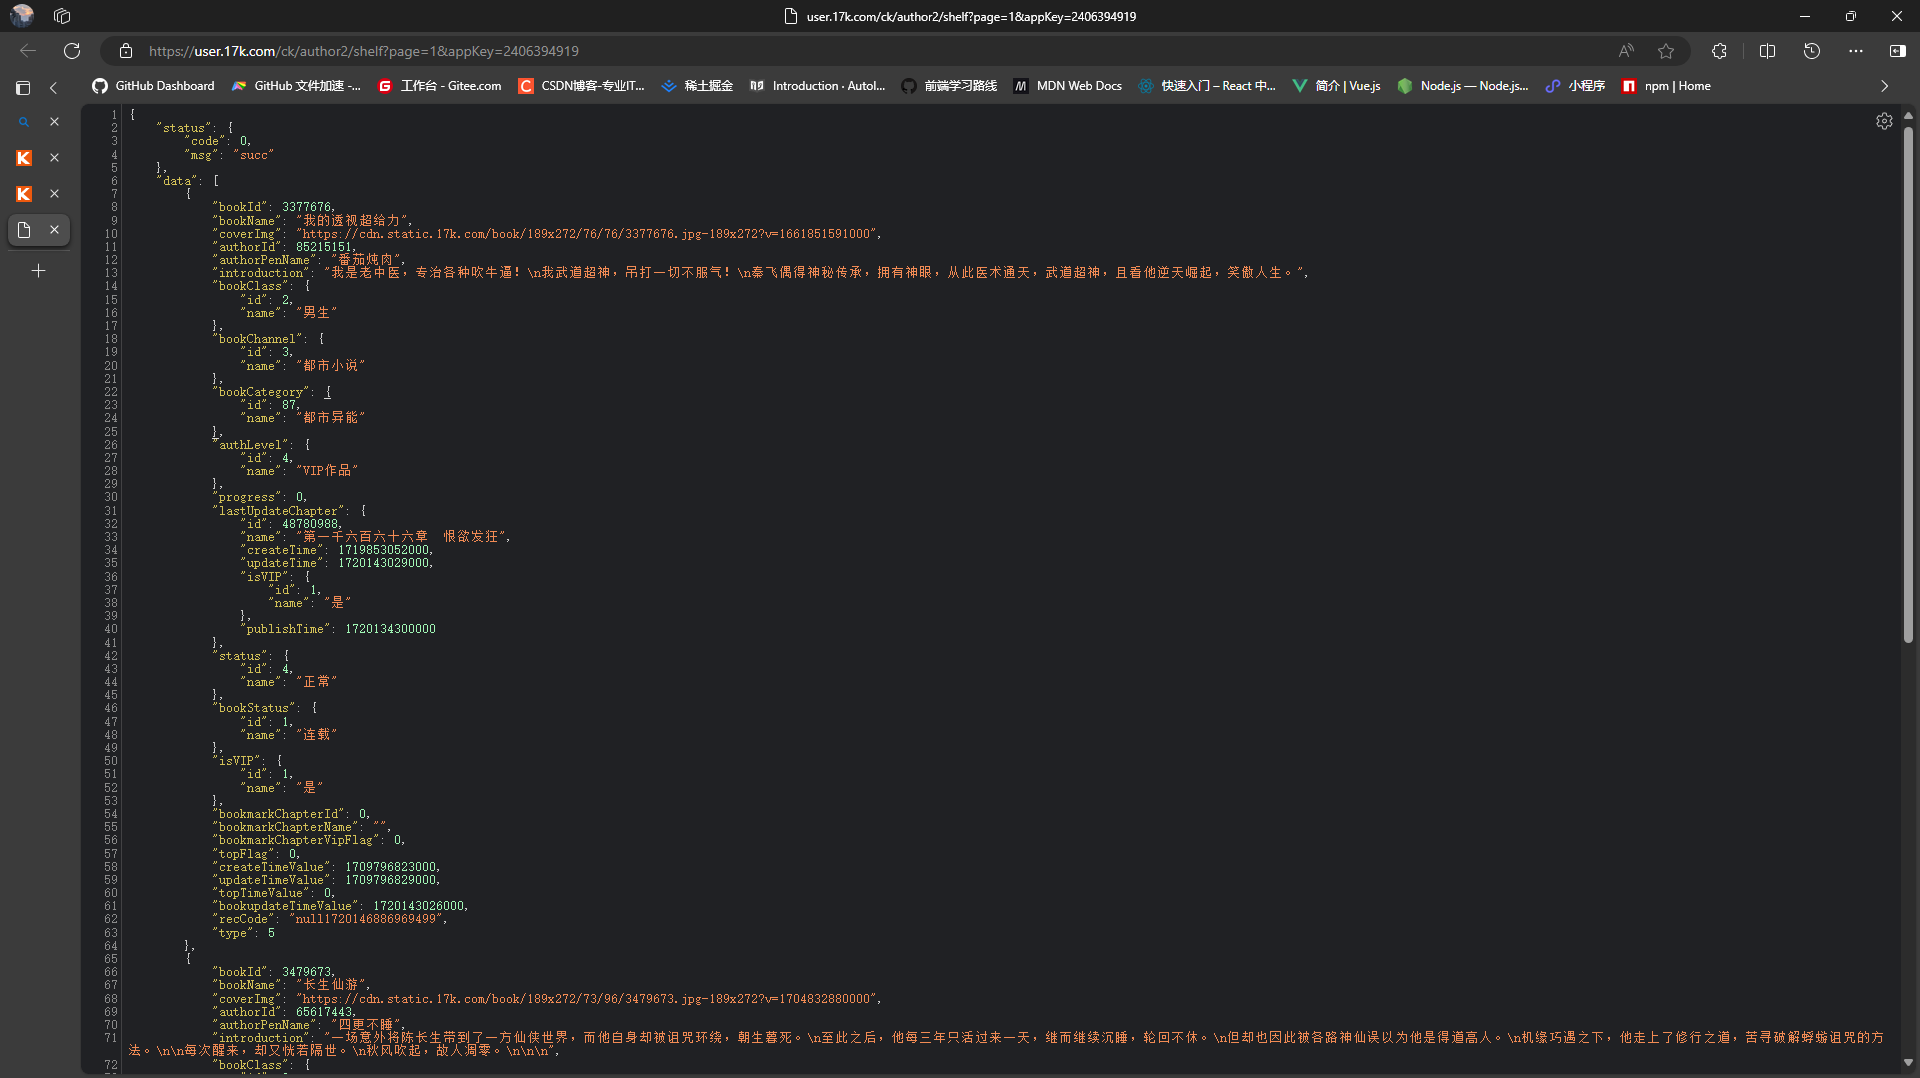 user.17k.com/ck/author2/shelf?page=1&appKey=2406394919
https://user.17k.com/ck/author2/shelf?page=1&appKey=2406394919
GitHub Dashboard
GitHub 文件加速 -...
工作台 - Gitee.com
CSDN博客-专业IT...
稀土掘金
Introduction · Autol...
前端学习路线
MDN Web Docs
快速入门 – React 中...
简介 | Vue.js
Node.js — Node.js...
小程序
npm | Home
1 {
2 "status": {
3 "code": 0,
4 "msg": "succ"
5 },
6 "data": [
7 {
8 "bookId": 3377676,
9 "bookName": "我的透视超给力",
10 "coverImg": "https://cdn.static.17k.com/book/189x272/76/76/3377676.jpg-189x272?v=1661851591000",
11 "authorId": 85215151,
12 "authorPenName": "番茄炖肉",
13 "introduction": "我是老中医，专治各种吹牛逼！\n我武道超神，吊打一切不服气！\n秦飞偶得神秘传承，拥有神眼，从此医术通天，武道超神，且看他逆天崛起，笑傲人生。",
14 "bookClass": {
15 "id": 2,
16 "name": "男生"
17 },
18 "bookChannel": {
19 "id": 3,
20 "name": "都市小说"
21 },
22 "bookCategory": {
23 "id": 87,
24 "name": "都市异能"
25 },
26 "authLevel": {
27 "id": 4,
28 "name": "VIP作品"
29 },
30 "progress": 0,
31 "lastUpdateChapter": {
32 "id": 48780988,
33 "name": "第一千六百六十六章　恨欲发狂",
34 "createTime": 1719853052000,
35 "updateTime": 1720143029000,
36 "isVIP": {
37 "id": 1,
38 "name": "是"
39 },
40 "publishTime": 1720134300000
41 },
42 "status": {
43 "id": 4,
44 "name": "正常"
45 },
46 "bookStatus": {
47 "id": 1,
48 "name": "连载"
49 },
50 "isVIP": {
51 "id": 1,
52 "name": "是"
53 },
54 "bookmarkChapterId": 0,
55 "bookmarkChapterName": "",
56 "bookmarkChapterVipFlag": 0,
57 "topFlag": 0,
58 "createTimeValue": 1709796823000,
59 "updateTimeValue": 1709796829000,
60 "topTimeValue": 0,
61 "bookupdateTimeValue": 1720143026000,
62 "recCode": "null1720146886969499",
63 "type": 5
64 },
65 {
66 "bookId": 3479673,
67 "bookName": "长生仙游",
68 "coverImg": "https://cdn.static.17k.com/book/189x272/73/96/3479673.jpg-189x272?v=1704832880000",
69 "authorId": 65617443,
70 "authorPenName": "四更不睡",
71 "introduction": "一场意外将陈长生带到了一方仙侠世界，而他自身却被诅咒环绕，朝生暮死。\n至此之后，他每三年只活过来一天，继而继续沉睡，轮回不休。\n但却也因此被各路神仙误以为他是得道高人。\n机缘巧遇之下，他走上了修行之道，苦寻破解蜉蝣诅咒的方
法。\n\n每次醒来，却又恍若隔世。\n秋风吹起，故人凋零。\n\n\n",
72 "bookClass": {